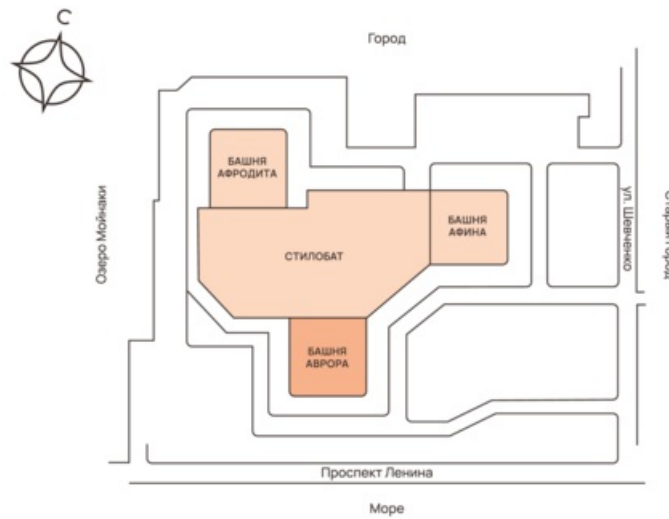 С
Город
БАШНЯ
АФРОДИТА
БАШНЯ
АФИНА
СТИЛОБАТ
БАШНЯ
АВРОРА
Озеро Мойнаки
ул. Шевченко
Проспект Ленина
Море